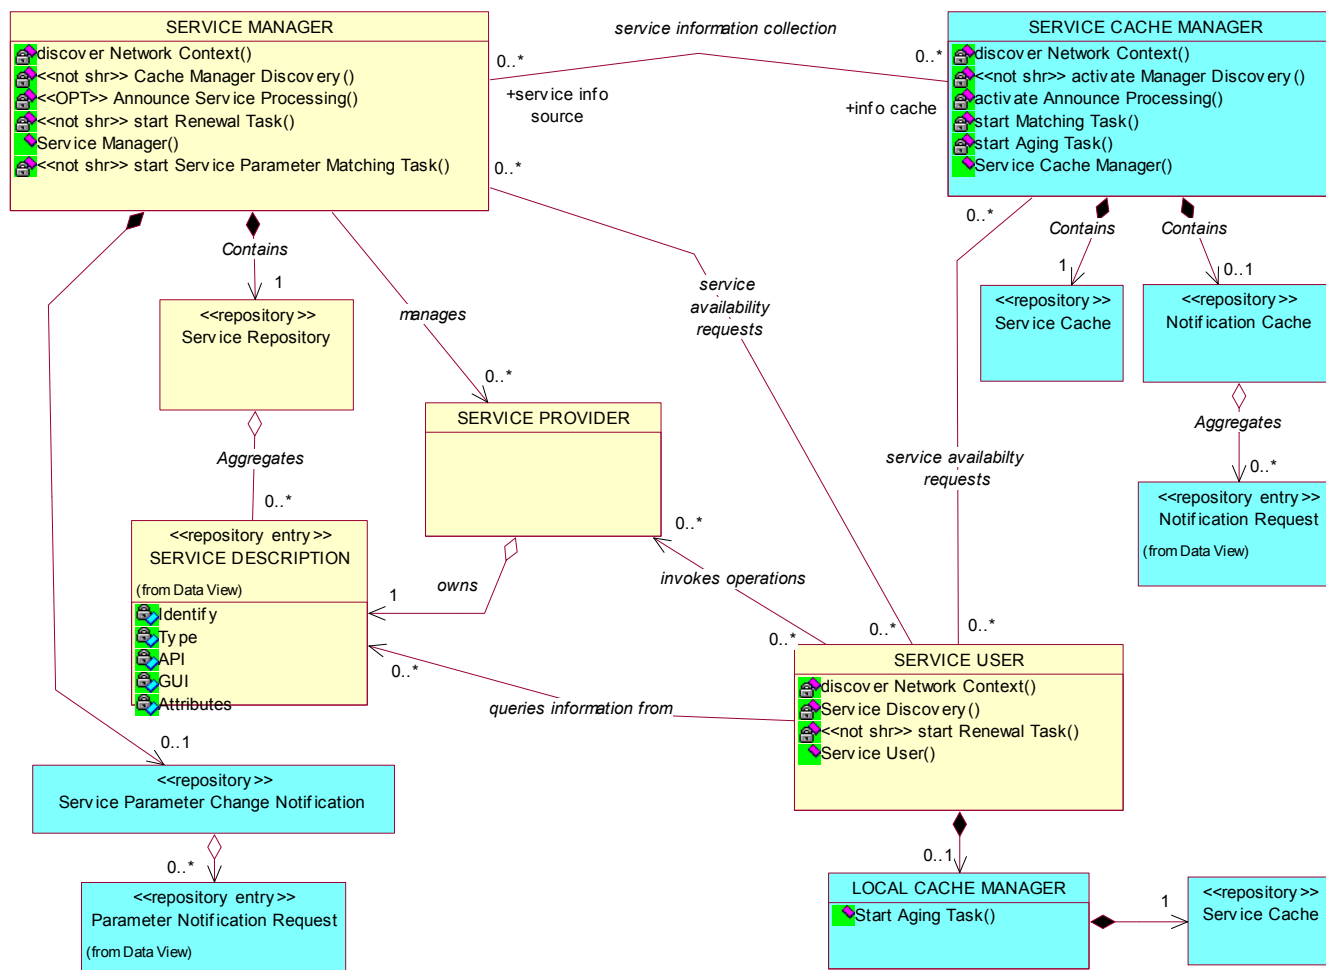 SERVICE MANAGER
discover Network Context()
<<not shr>> Cache Manager Discovery()
<<OPT>> Announce Service Processing()
<<not shr>> start Renewal Task()
Service Manager()
<<not shr>> start Service Parameter Matching Task()
service information collection
0..*
+service info
source
0..*
+info cache
SERVICE CACHE MANAGER
discover Network Context()
<<not shr>> activate Manager Discovery()
activate Announce Processing()
start Matching Task()
start Aging Task()
Service Cache Manager()
0..*
0..*
Contains
1
Contains
1
Contains
0..1
<<repository>>
Service Repository
manages
0..*
service
availability
requests
<<repository>>
Service Cache
<<repository>>
Notification Cache
Aggregates
0..*
SERVICE PROVIDER
Aggregates
0..*
service availabilty
requests
<<repository entry>>
Notification Request
(from Data View)
<<repository entry>>
SERVICE DESCRIPTION
(from Data View)
Identify
Type
API
GUI
Attributes
owns
1
0..*
invokes operations
0..*
0..*
0..*
0..*
queries information from
SERVICE USER
discover Network Context()
Service Discovery()
<<not shr>> start Renewal Task()
Service User()
0..1
<<repository>>
Service Parameter Change Notification
0..*
<<repository entry>>
Parameter Notification Request
(from Data View)
0..1
LOCAL CACHE MANAGER
Start Aging Task()
1
<<repository>>
Service Cache